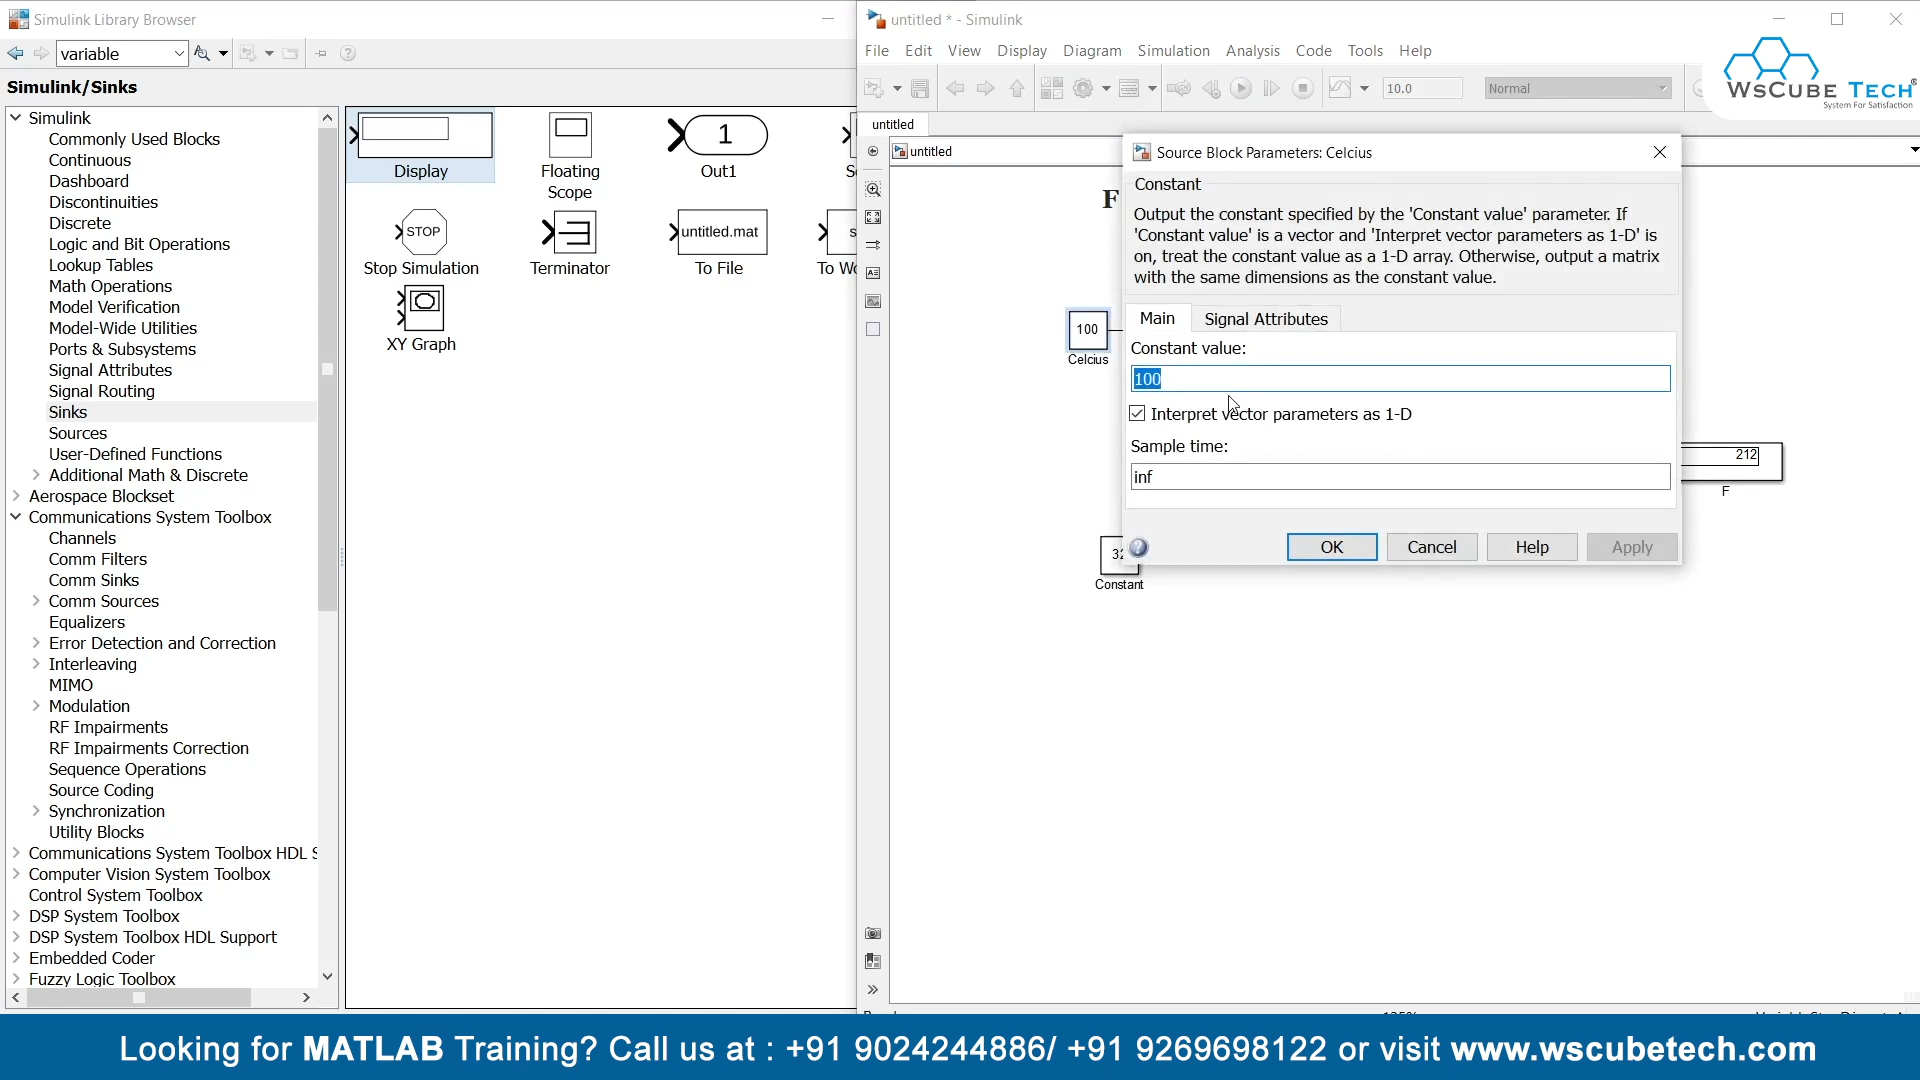 Simulink Library Browser
variable
Simulink/Sinks
Simulink
Commonly Used Blocks
Continuous
Dashboard
Discontinuities
Discrete
Logic and Bit Operations
Lookup Tables
Math Operations
Model Verification
Model-Wide Utilities
Ports & Subsystems
Signal Attributes
Signal Routing
Sinks
Sources
User-Defined Functions
Additional Math & Discrete
Aerospace Blockset
Communications System Toolbox
Channels
Comm Filters
Comm Sinks
Comm Sources
Equalizers
Error Detection and Correction
Interleaving
MIMO
Modulation
RF Impairments
RF Impairments Correction
Sequence Operations
Source Coding
Synchronization
Utility Blocks
Communications System Toolbox HDL S
Computer Vision System Toolbox
Control System Toolbox
DSP System Toolbox
DSP System Toolbox HDL Support
Embedded Coder
Fuzzy Logic Toolbox
Display
Floating
Scope
1
Out1
STOP
Stop Simulation
Terminator
untitled.mat
To File
To Wo
XY Graph
untitled * - Simulink
File Edit View Display Diagram Simulation Analysis Code Tools Help
10.0
Normal
WsCube Tech®
System For Satisfaction
untitled
untitled
F
100
Celcius
32
Constant
212
F
Source Block Parameters: Celcius
Constant
Output the constant specified by the 'Constant value' parameter. If
'Constant value' is a vector and 'Interpret vector parameters as 1-D' is
on, treat the constant value as a 1-D array. Otherwise, output a matrix
with the same dimensions as the constant value.
Main
Signal Attributes
Constant value:
100
Interpret vector parameters as 1-D
Sample time:
inf
OK
Cancel
Help
Apply
Looking for MATLAB Training? Call us at : +91 9024244886/ +91 9269698122 or visit www.wscubetech.com